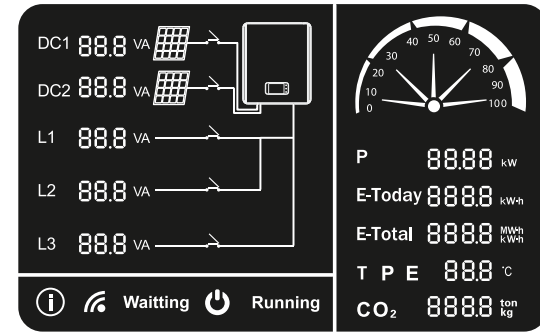 DC1 88.8 VA
DC2 88.8 VA
L1 88.8 VA
L2 88.8 VA
L3 88.8 VA
Waitting Running
0 10 20 30 40 50 60 70 80 90 100
P 88.88 kW
E-Today 888.8 kW·h
E-Total 888.8 MW·h kW·h
T P E 88.8 °C
CO₂ 888.8 ton kg